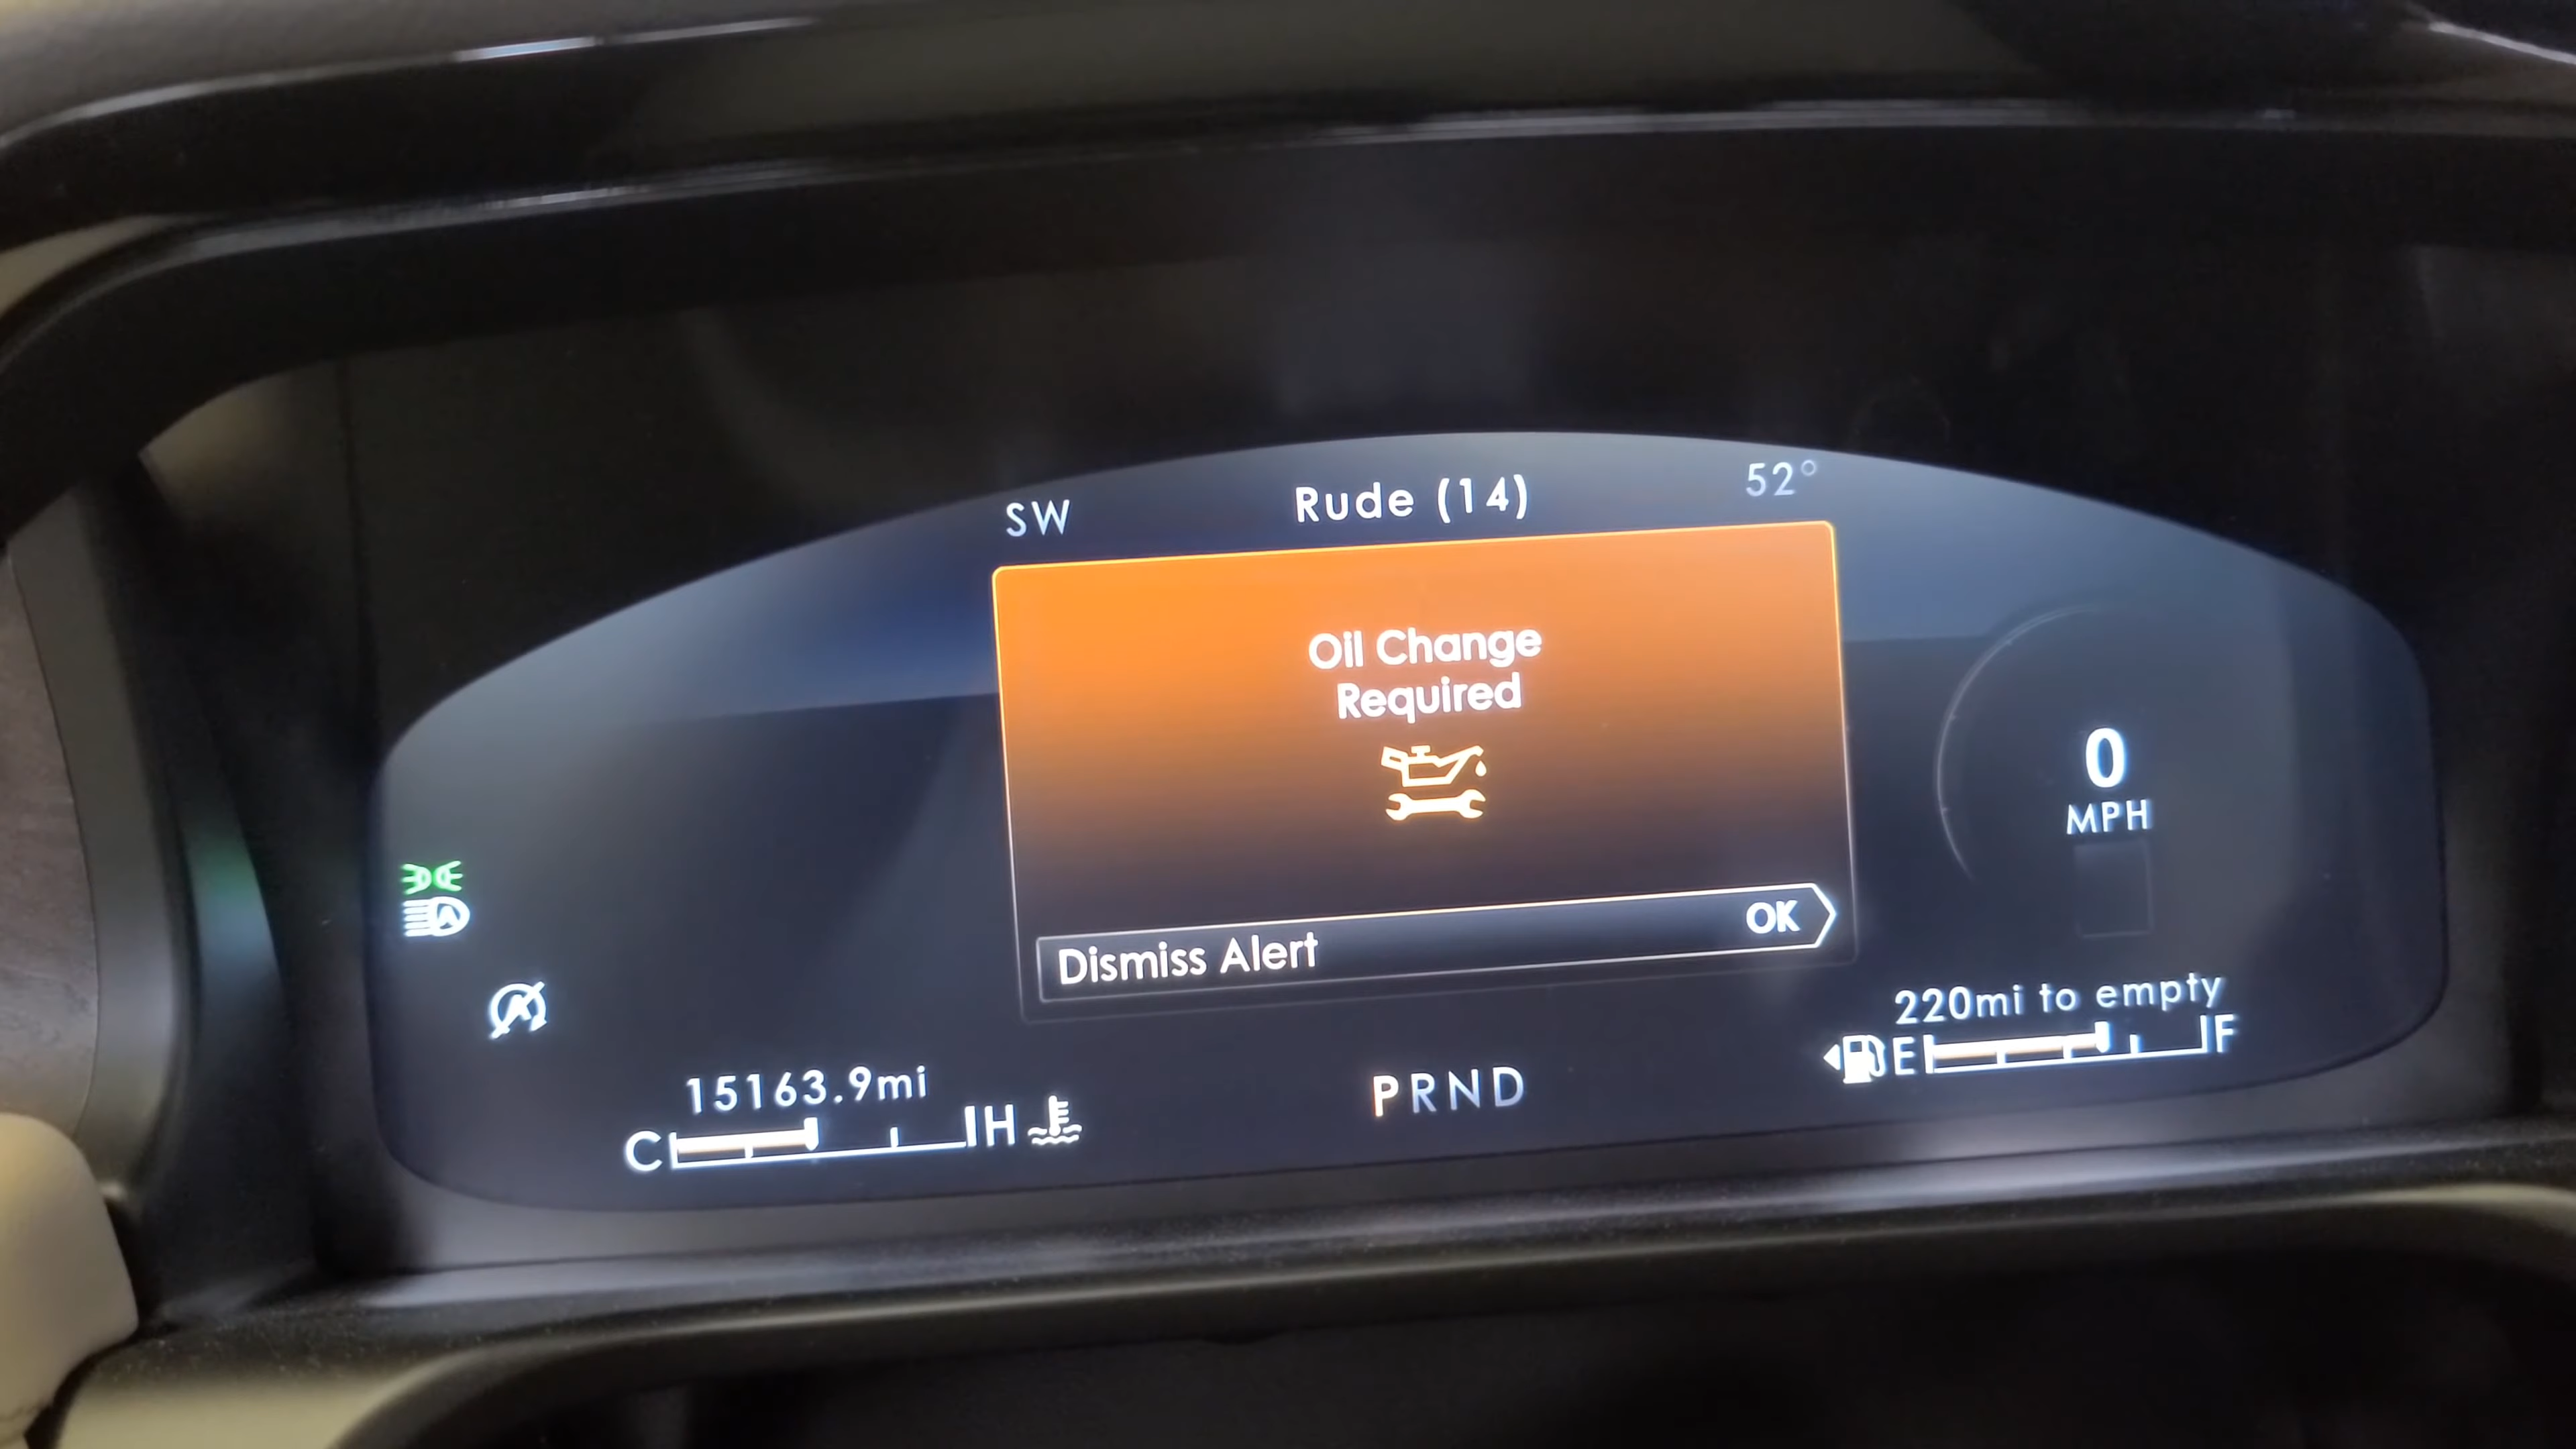 SW
Rude (14)
52°
Oil Change
Required
0
MPH
Dismiss Alert
OK
220mi to empty
E F
15163.9mi
C H
PRND